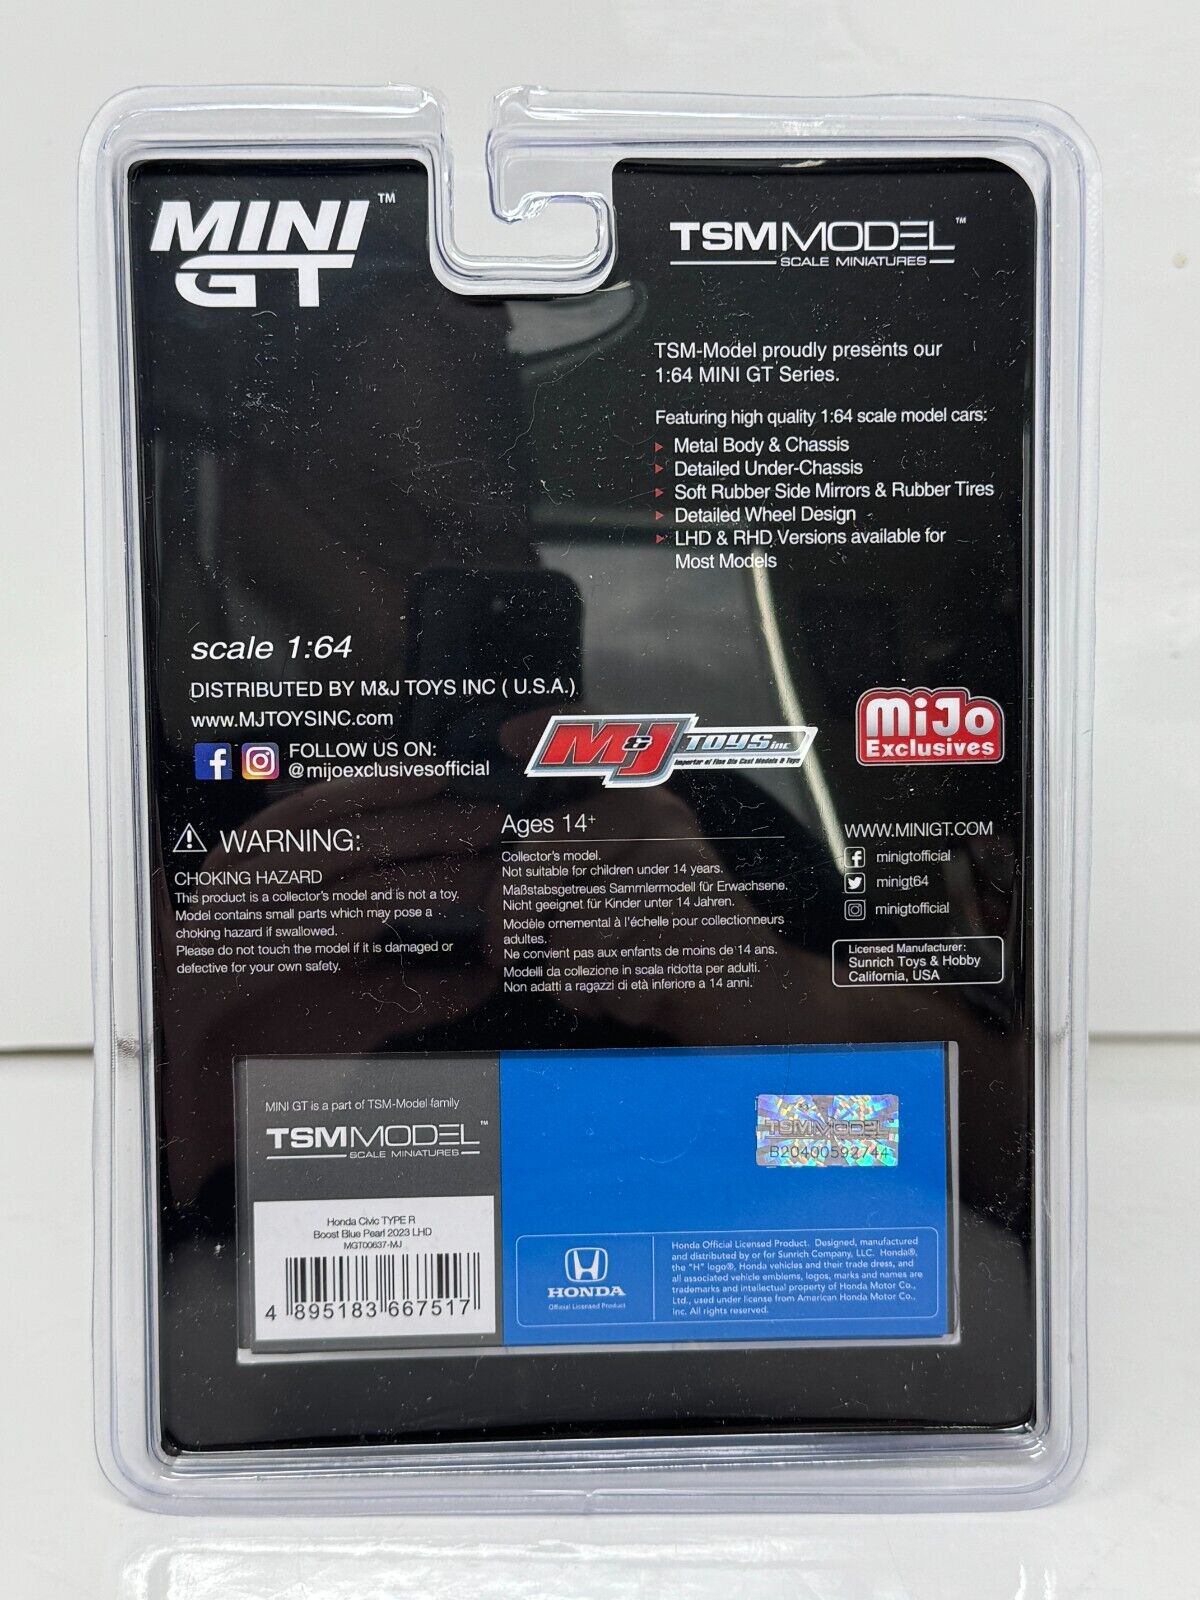 MINI GT™
TSMMODEL™
SCALE MINIATURES
TSM-Model proudly presents our
1:64 MINI GT Series.
Featuring high quality 1:64 scale model cars:
Metal Body & Chassis
Detailed Under-Chassis
Soft Rubber Side Mirrors & Rubber Tires
Detailed Wheel Design
LHD & RHD Versions available for
Most Models
scale 1:64
DISTRIBUTED BY M&J TOYS INC ( U.S.A.)
www.MJTOYSINC.com
FOLLOW US ON:
@mijoexclusivesofficial
M&J TOYS inc
Importer of Fine Die Cast Models & Toys
MiJo
Exclusives
WARNING:
CHOKING HAZARD
This product is a collector's model and is not a toy.
Model contains small parts which may pose a
choking hazard if swallowed.
Please do not touch the model if it is damaged or
defective for your own safety.
Ages 14+
Collector's model.
Not suitable for children under 14 years.
Maßstabsgetreues Sammlermodell für Erwachsene.
Nicht geeignet für Kinder unter 14 Jahren.
Modèle ornemental à l'échelle pour collectionneurs
adultes.
Ne convient pas aux enfants de moins de 14 ans.
Modelli da collezione in scala ridotta per adulti.
Non adatti a ragazzi di età inferiore a 14 anni.
WWW.MINIGT.COM
minigtofficial
minigt64
minigtofficial
Licensed Manufacturer:
Sunrich Toys & Hobby
California, USA
MINI GT is a part of TSM-Model family
TSMMODEL™
SCALE MINIATURES
TSMMODEL
B20400592744
Honda Civic TYPE R
Boost Blue Pearl 2023 LHD
MGT00637-MJ
4 895183 667517
HONDA
Official Licensed Product
Honda Official Licensed Product. Designed, manufactured
and distributed by or for Sunrich Company, LLC. Honda®,
the "H" logo®, Honda vehicles and their trade dress, and
all associated vehicle emblems, logos, marks and names are
trademarks and intellectual property of Honda Motor Co.,
Ltd., used under license from American Honda Motor Co.,
Inc. All rights reserved.